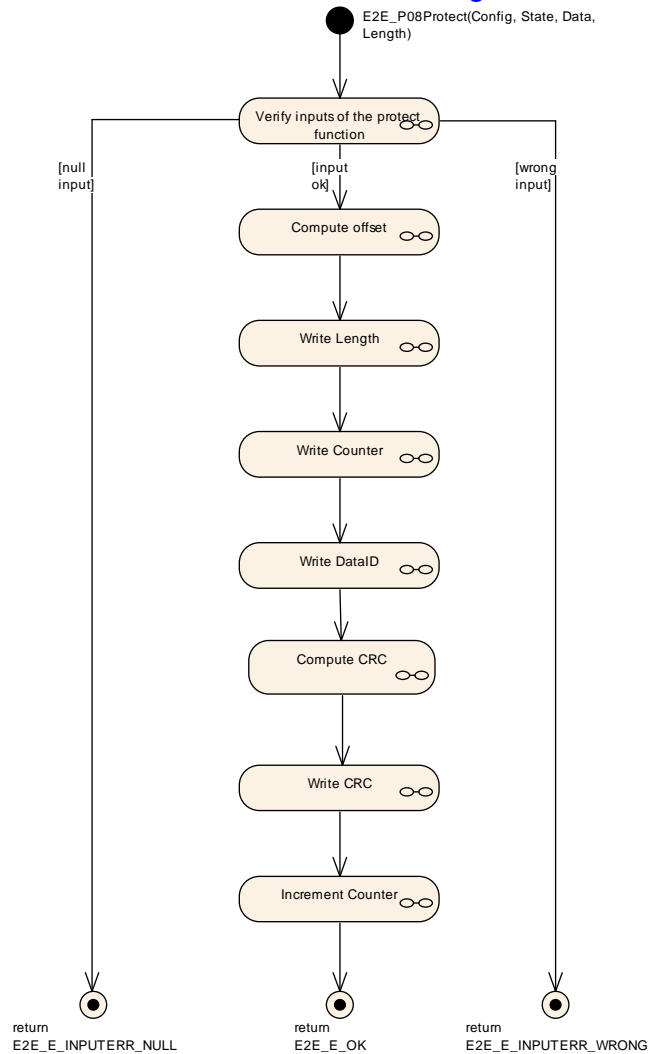 E2E_P08Protect(Config, State, Data,
Length)
Verify inputs of the protect
function
[null
input]
[input
ok]
[wrong
input]
Compute offset
Write Length
Write Counter
Write DataID
Compute CRC
Write CRC
Increment Counter
return
E2E_E_INPUTERR_NULL
return
E2E_E_OK
return
E2E_E_INPUTERR_WRONG